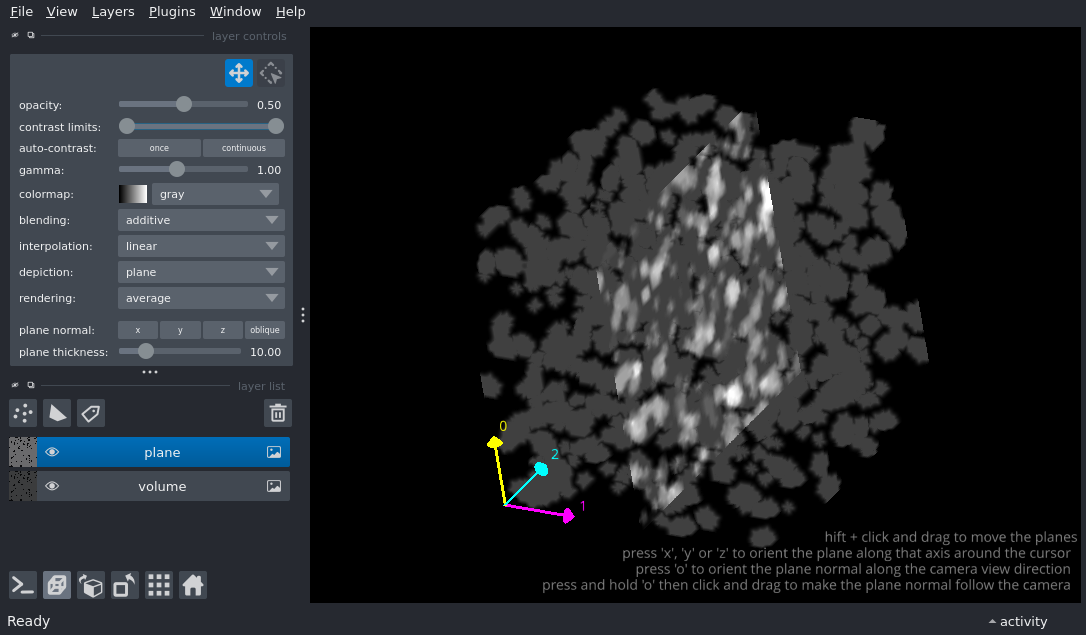 File View Layers Plugins Window Help
layer controls
opacity: 0.50
contrast limits:
auto-contrast: once continuous
gamma: 1.00
colormap: gray
blending: additive
interpolation: linear
depiction: plane
rendering: average
plane normal: x y z oblique
plane thickness: 10.00
layer list
plane
volume
0
2
1
hift + click and drag to move the planes
press 'x', 'y' or 'z' to orient the plane along that axis around the cursor
press 'o' to orient the plane normal along the camera view direction
press and hold 'o' then click and drag to make the plane normal follow the camera
Ready activity